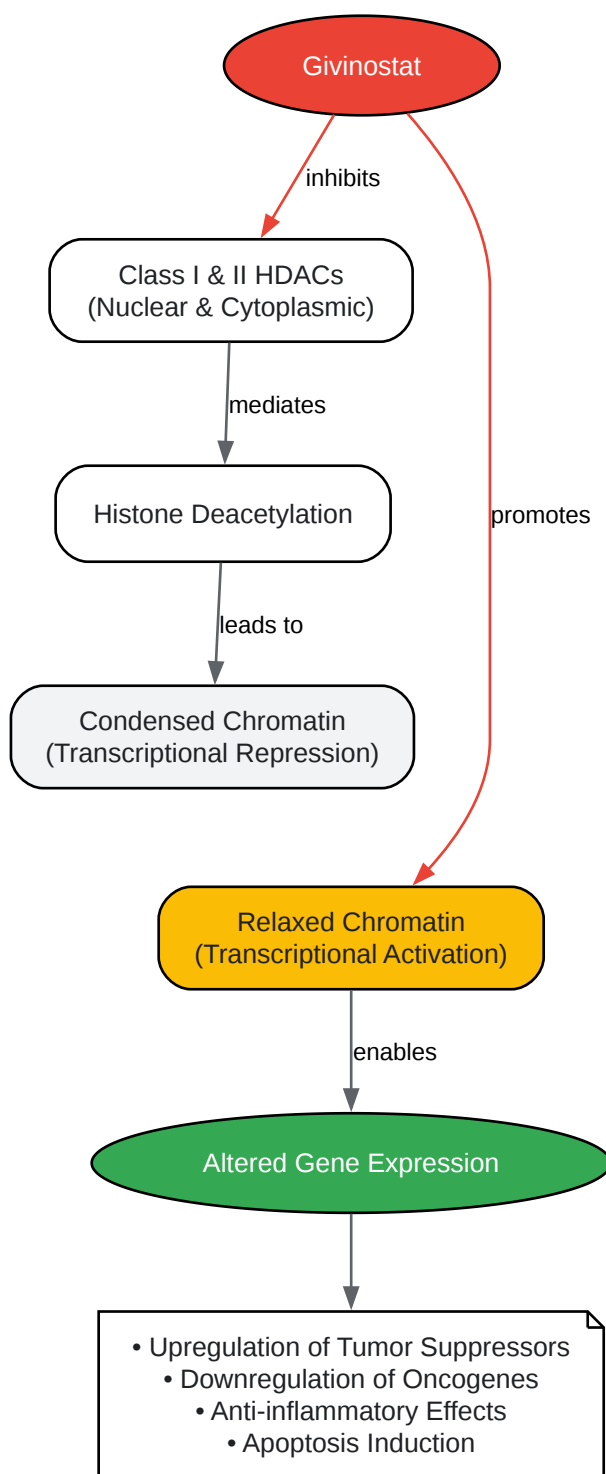 Givinostat
inhibits
Class I & II HDACs
(Nuclear & Cytoplasmic)
mediates
Histone Deacetylation
promotes
leads to
Condensed Chromatin
(Transcriptional Repression)
Relaxed Chromatin
(Transcriptional Activation)
enables
Altered Gene Expression
• Upregulation of Tumor Suppressors
• Downregulation of Oncogenes
• Anti-inflammatory Effects
• Apoptosis Induction